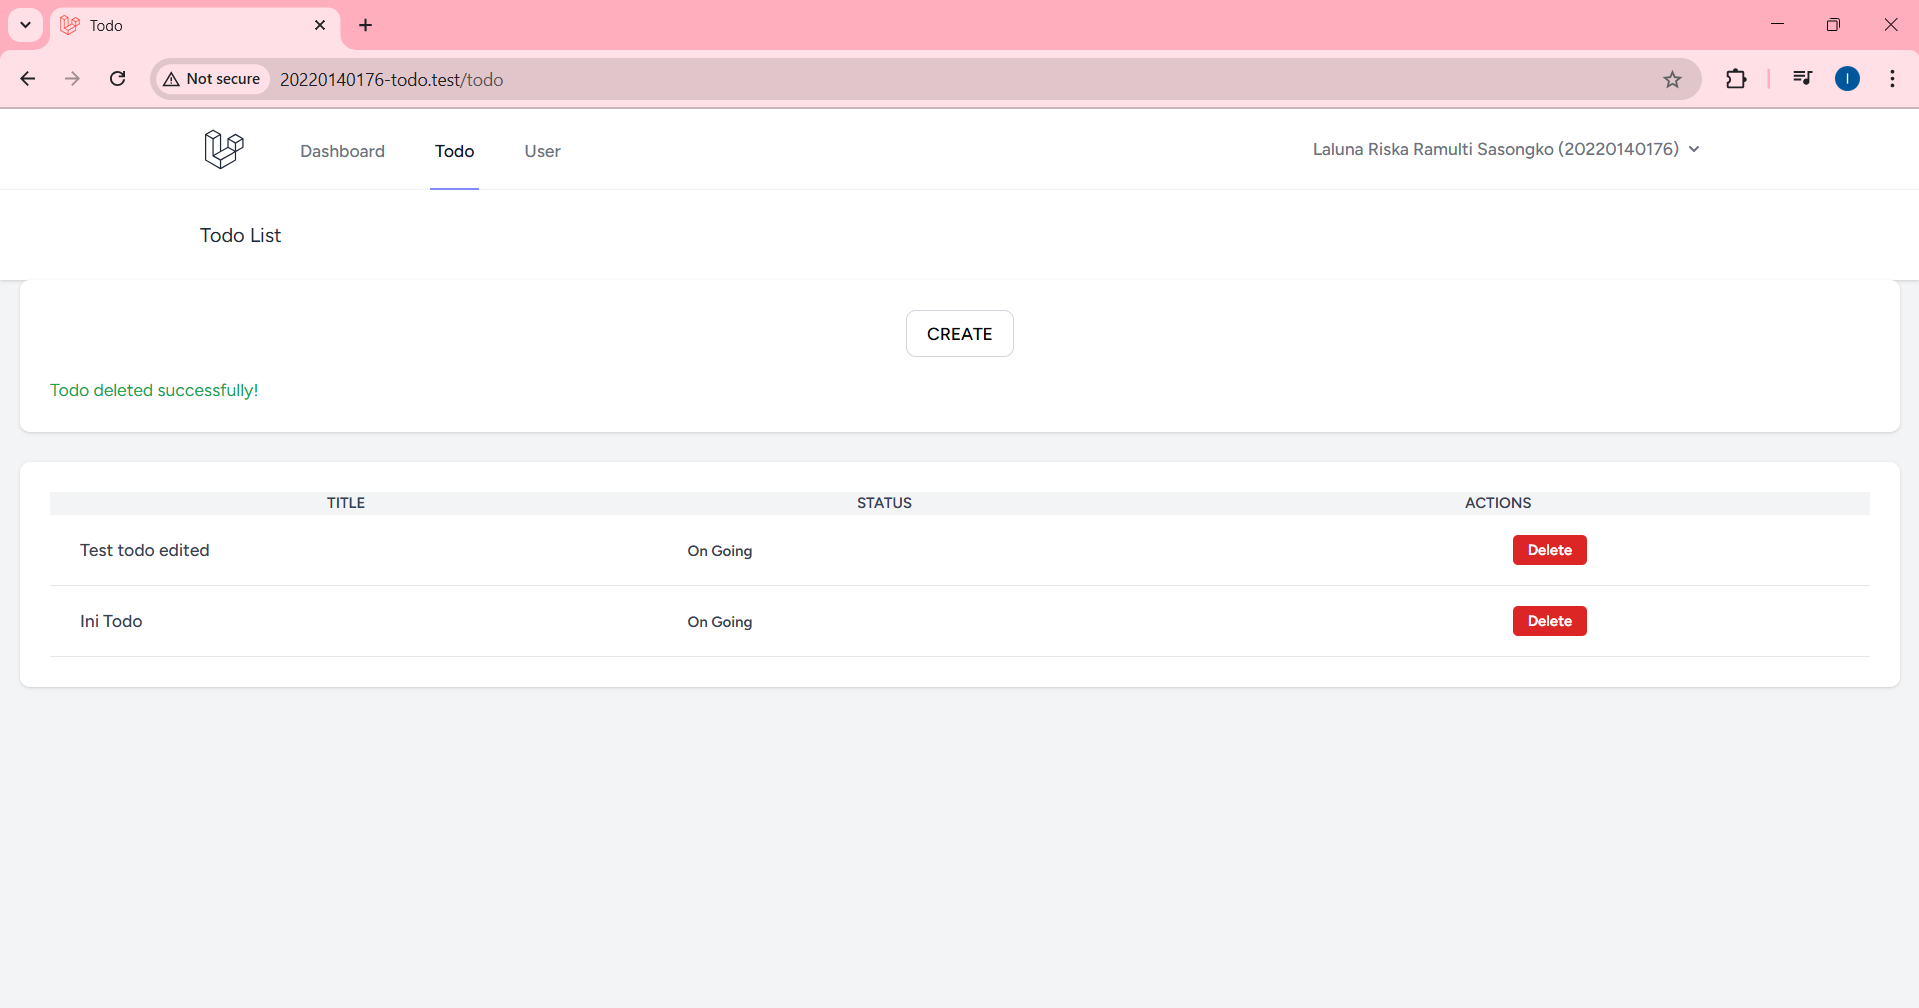 Todo
Not secure 20220140176-todo.test/todo I
Dashboard Todo User Laluna Riska Ramulti Sasongko (20220140176)
Todo List
CREATE
Todo deleted successfully!
TITLE STATUS ACTIONS
Test todo edited On Going Delete
Ini Todo On Going Delete